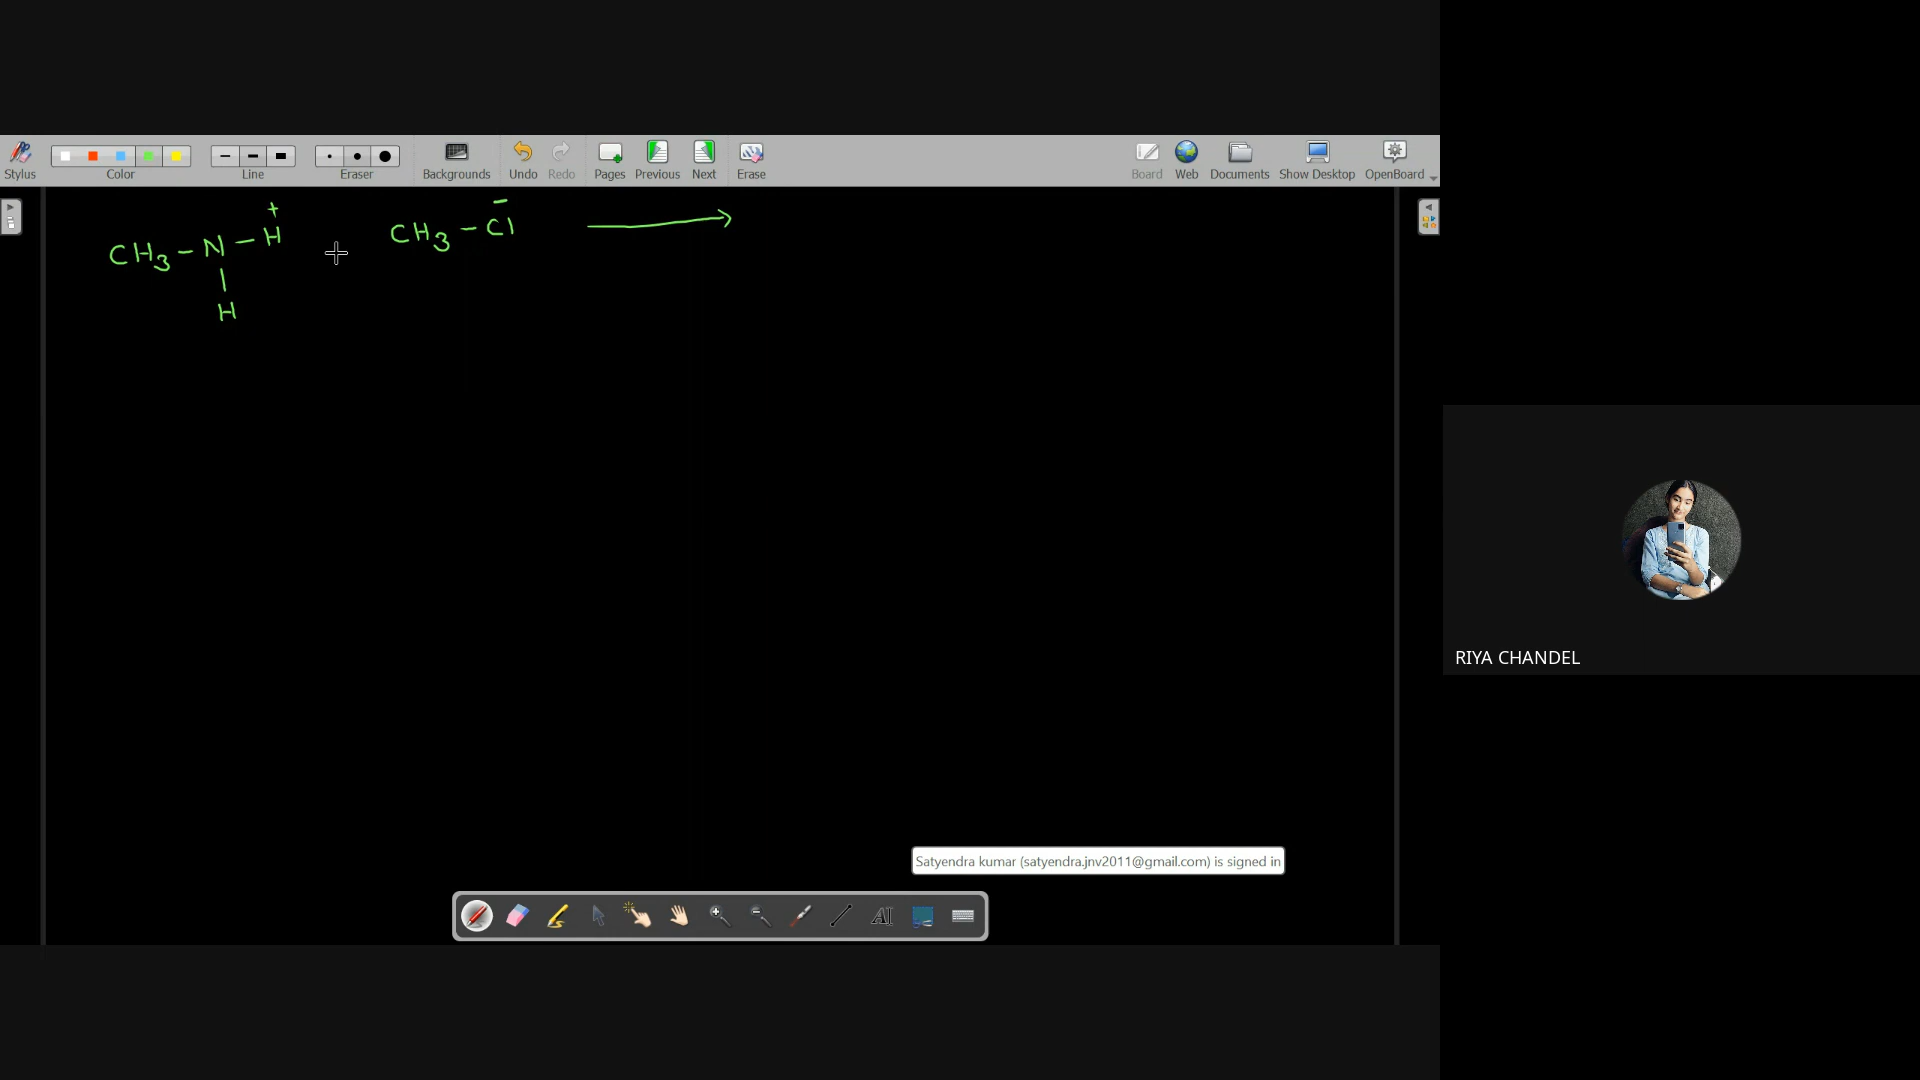 Stylus Color Line Eraser Backgrounds Undo Redo Pages Previous Next Erase Board Web Documents Show Desktop OpenBoard
+ −
CH3 − N − H + CH3 − Cl ⟶
|
H
RIYA CHANDEL
Satyendra kumar (satyendra.jnv2011@gmail.com) is signed in
AI